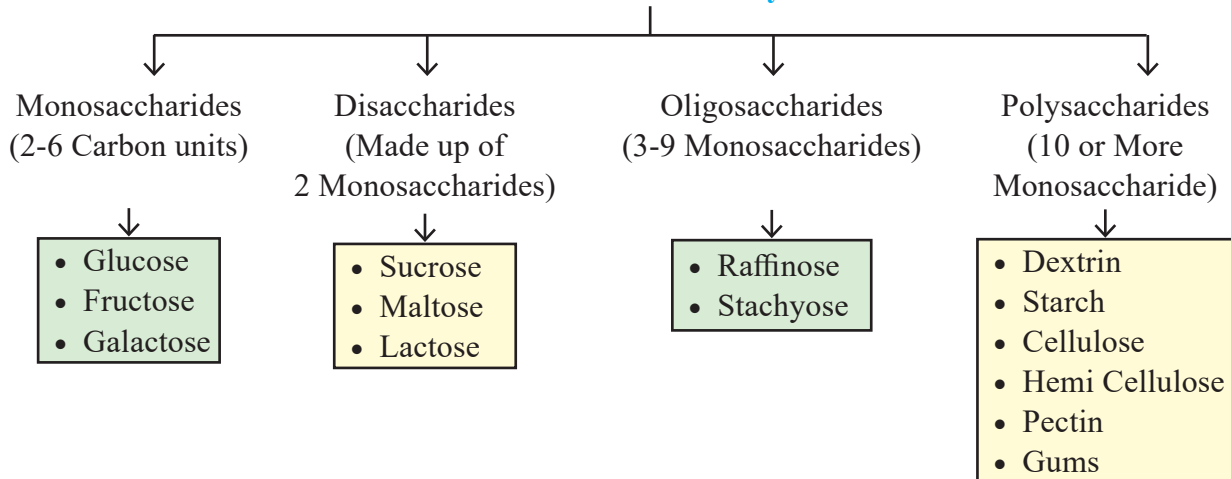 Monosaccharides
(2-6 Carbon units)
• Glucose
• Fructose
• Galactose
Disaccharides
(Made up of
2 Monosaccharides)
• Sucrose
• Maltose
• Lactose
Oligosaccharides
(3-9 Monosaccharides)
• Raffinose
• Stachyose
Polysaccharides
(10 or More
Monosaccharide)
• Dextrin
• Starch
• Cellulose
• Hemi Cellulose
• Pectin
• Gums